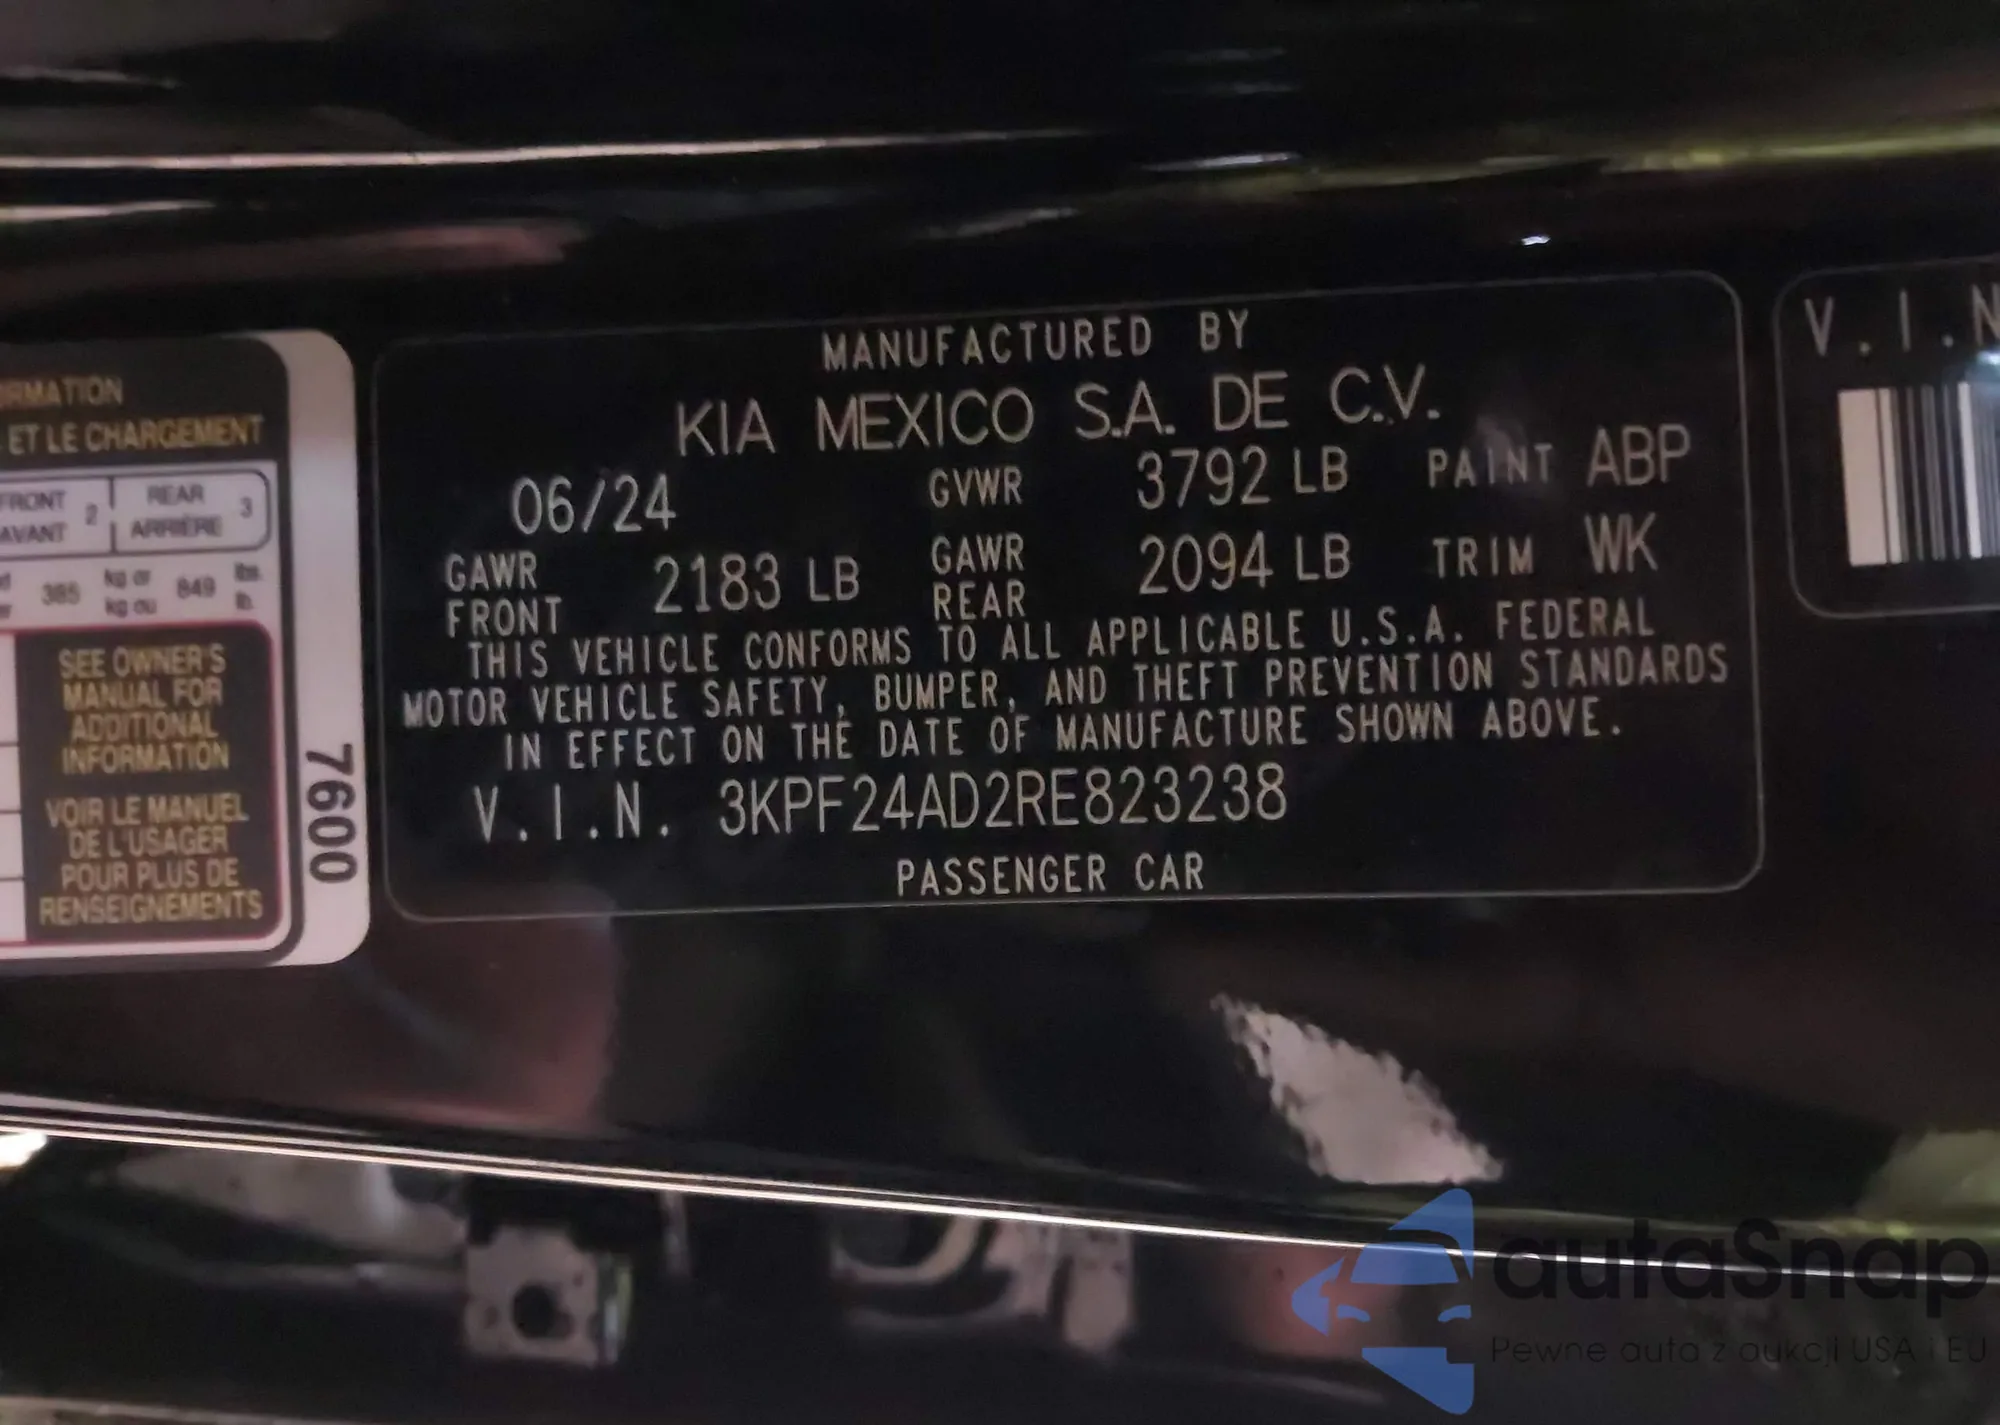 MANUFACTURED BY
KIA MEXICO S.A. DE C.V.
06/24 GVWR 3792 LB PAINT ABP
GAWR FRONT 2183 LB GAWR REAR 2094 LB TRIM WK
THIS VEHICLE CONFORMS TO ALL APPLICABLE U.S.A. FEDERAL
MOTOR VEHICLE SAFETY, BUMPER, AND THEFT PREVENTION STANDARDS
IN EFFECT ON THE DATE OF MANUFACTURE SHOWN ABOVE.
V.I.N. 3KPF24AD2RE823238
PASSENGER CAR
ET LE CHARGEMENT
FRONT 2 REAR 3
AVANT ARRIÈRE
385 kg or 849 lbs.
kg ou lb.
SEE OWNER'S
MANUAL FOR
ADDITIONAL
INFORMATION
VOIR LE MANUEL
DE L'USAGER
POUR PLUS DE
RENSEIGNEMENTS
7600
V.I.N
autaSnap
Pewne auta z aukcji USA i EU